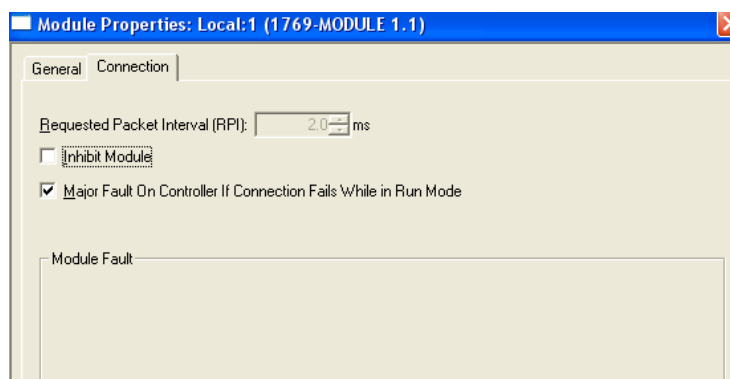 Module Properties: Local:1 (1769-MODULE 1.1)
General Connection
Requested Packet Interval (RPI): 2.0 ms
Inhibit Module
Major Fault On Controller If Connection Fails While in Run Mode
Module Fault